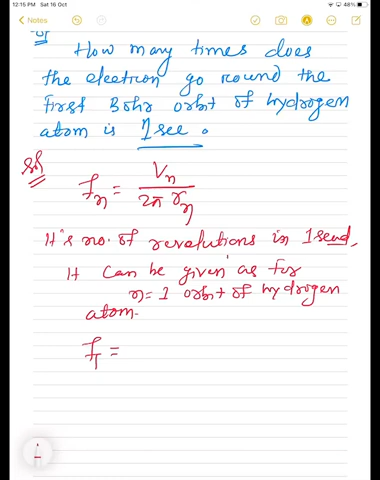 12:15 PM Sat 16 Oct
48%
Notes
How many times does
the electron go round the
first Bohr orbit of hydrogen
atom is 1 sec.
Sol
fn = Vn / 2π rn
It's no. of revolutions in 1 second,
It can be given as for
n = 1 orbit of hydrogen
atom.
f1 =